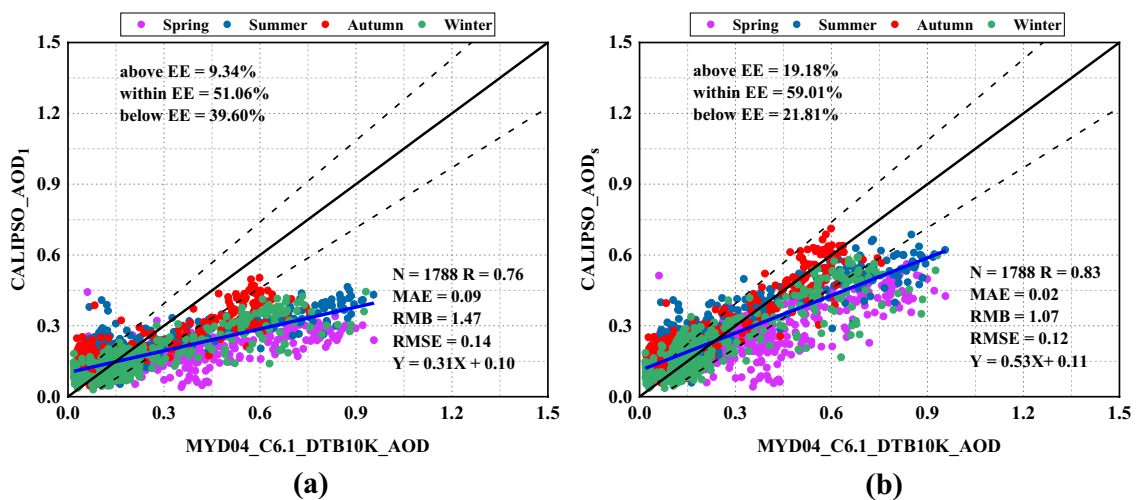 Spring Summer Autumn Winter
above EE = 9.34%
within EE = 51.06%
below EE = 39.60%
CALIPSO_AOD1
1.5
1.2
0.9
0.6
0.3
0.0
N = 1788 R = 0.76
MAE = 0.09
RMB = 1.47
RMSE = 0.14
Y = 0.31X + 0.10
0.0 0.3 0.6 0.9 1.2 1.5
MYD04_C6.1_DTB10K_AOD
(a)
Spring Summer Autumn Winter
above EE = 19.18%
within EE = 59.01%
below EE = 21.81%
CALIPSO_AODs
1.5
1.2
0.9
0.6
0.3
0.0
N = 1788 R = 0.83
MAE = 0.02
RMB = 1.07
RMSE = 0.12
Y = 0.53X+ 0.11
0.0 0.3 0.6 0.9 1.2 1.5
MYD04_C6.1_DTB10K_AOD
(b)